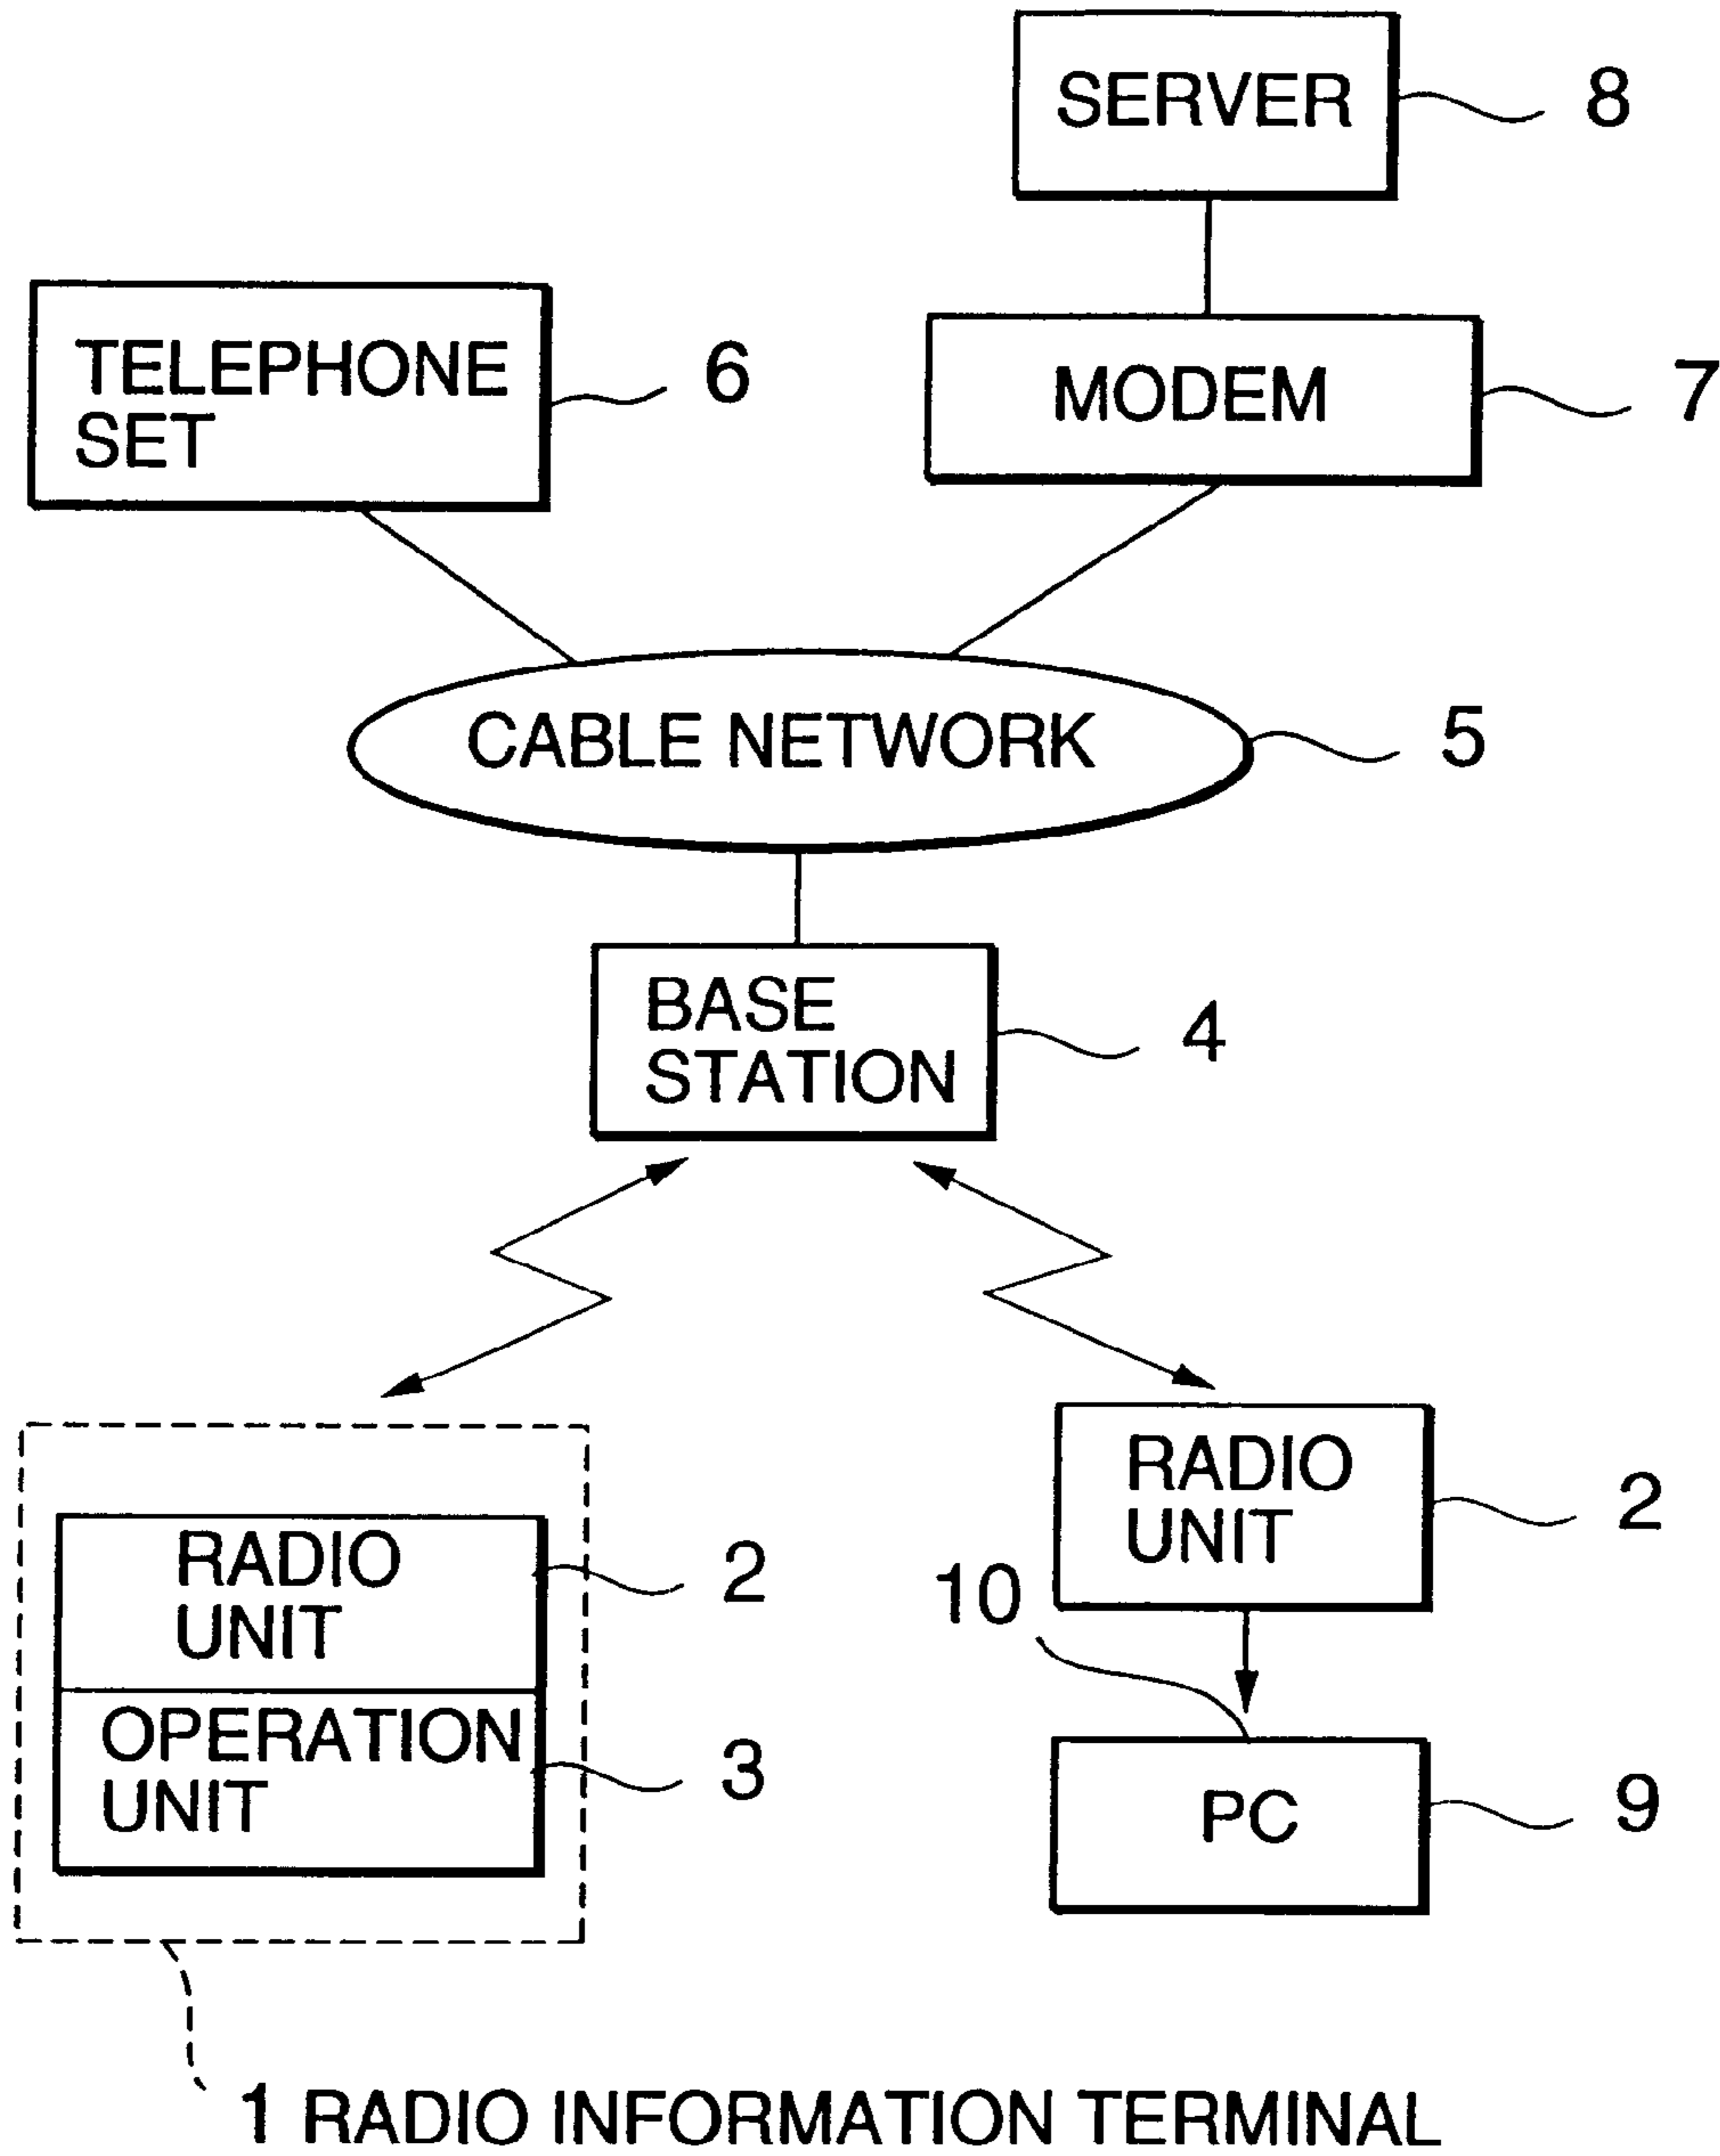 SERVER
8
TELEPHONE
SET
6
MODEM
7
CABLE NETWORK
5
BASE
STATION
4
RADIO
UNIT
2
RADIO
UNIT
2
10
OPERATION
UNIT
3
PC
9
1 RADIO INFORMATION TERMINAL